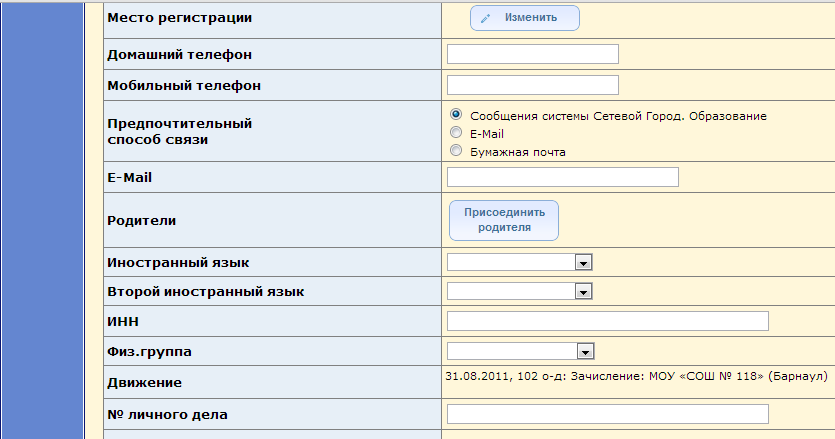 Место регистрации
Изменить
Домашний телефон
Мобильный телефон
Предпочтительный
способ связи
Сообщения системы Сетевой Город. Образование
E-Mail
Бумажная почта
E-Mail
Родители
Присоединить
родителя
Иностранный язык
Второй иностранный язык
ИНН
Физ.группа
Движение
31.08.2011, 102 о-д: Зачисление: МОУ «СОШ № 118» (Барнаул)
№ личного дела